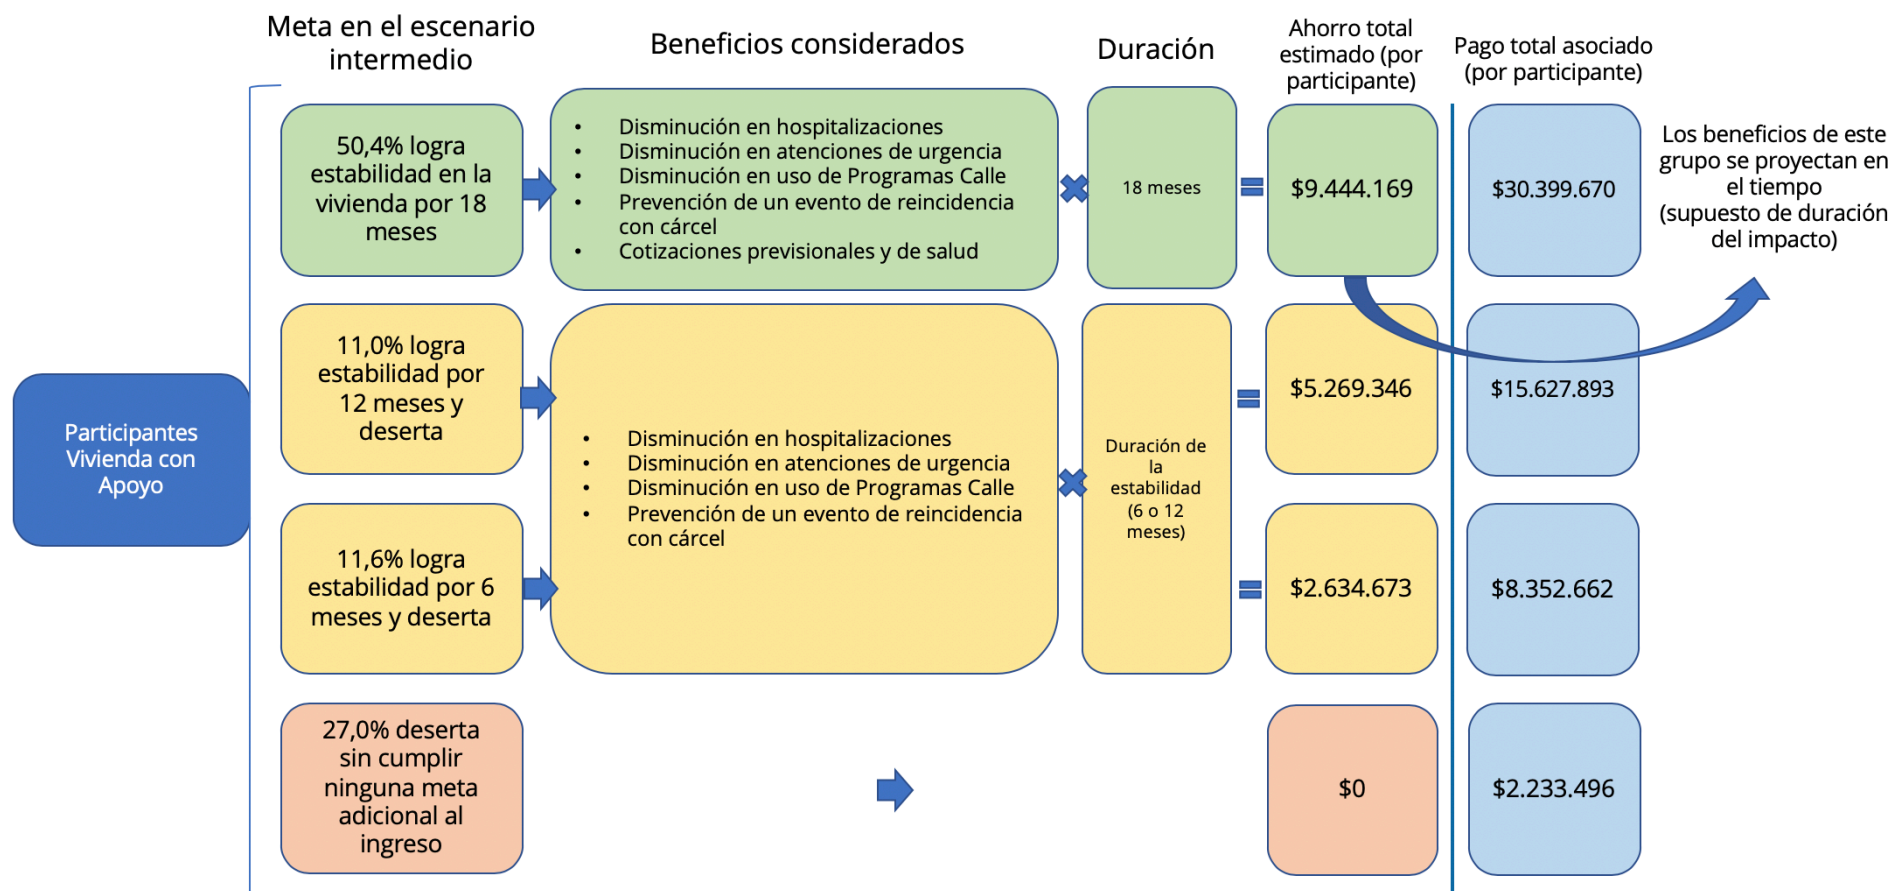 Meta en el escenario
intermedio
Beneficios considerados
Duración
Ahorro total
estimado (por
participante)
Pago total asociado
(por participante)
Participantes
Vivienda con
Apoyo
50,4% logra
estabilidad en la
vivienda por 18
meses
• Disminución en hospitalizaciones
• Disminución en atenciones de urgencia
• Disminución en uso de Programas Calle
• Prevención de un evento de reincidencia
con cárcel
• Cotizaciones previsionales y de salud
18 meses
$9.444.169
$30.399.670
Los beneficios de este
grupo se proyectan en
el tiempo
(supuesto de duración
del impacto)
11,0% logra
estabilidad por
12 meses y
deserta
• Disminución en hospitalizaciones
• Disminución en atenciones de urgencia
• Disminución en uso de Programas Calle
• Prevención de un evento de reincidencia
con cárcel
Duración de
la
estabilidad
(6 o 12
meses)
$5.269.346
$15.627.893
11,6% logra
estabilidad por 6
meses y deserta
$2.634.673
$8.352.662
27,0% deserta
sin cumplir
ninguna meta
adicional al
ingreso
$0
$2.233.496